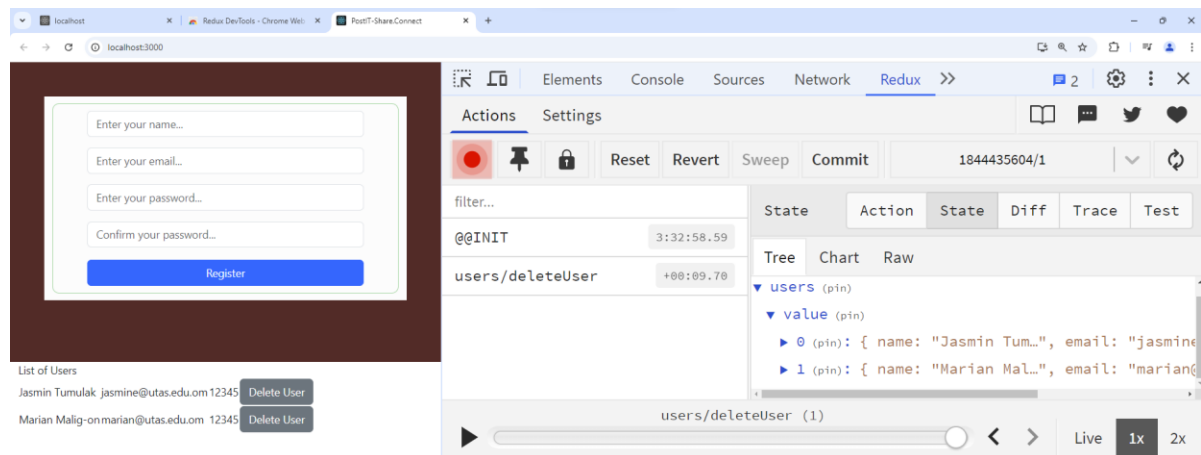 localhost
Redux DevTools - Chrome Web
PostIT-Share.Connect
localhost:3000
Enter your name...
Enter your email...
Enter your password...
Confirm your password...
Register
List of Users
Jasmin Tumulak jasmine@utas.edu.om 12345 Delete User
Marian Malig-on marian@utas.edu.om 12345 Delete User
Elements Console Sources Network Redux 2
Actions Settings
Reset Revert Sweep Commit 1844435604/1
filter...
@@INIT 3:32:58.59
users/deleteUser +00:09.70
State Action State Diff Trace Test
Tree Chart Raw
users (pin)
value (pin)
0 (pin): { name: "Jasmin Tum…", email: "jasmine
1 (pin): { name: "Marian Mal…", email: "marian@
users/deleteUser (1)
Live 1x 2x